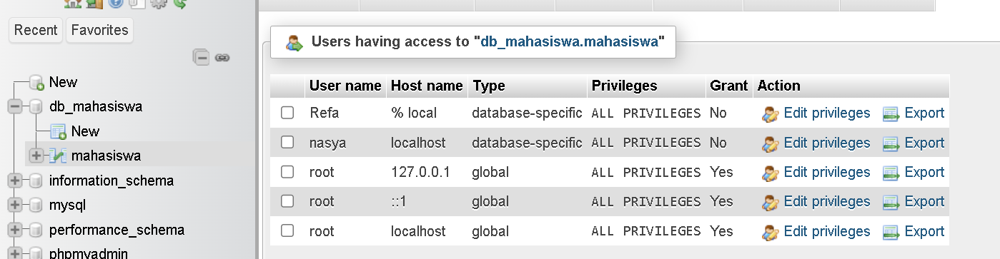 Recent Favorites
New
db_mahasiswa
New
mahasiswa
information_schema
mysql
performance_schema
phpmyadmin
Users having access to "db_mahasiswa.mahasiswa"
User name Host name Type Privileges Grant Action
Refa % local database-specific ALL PRIVILEGES No Edit privileges Export
nasya localhost database-specific ALL PRIVILEGES No Edit privileges Export
root 127.0.0.1 global ALL PRIVILEGES Yes Edit privileges Export
root ::1 global ALL PRIVILEGES Yes Edit privileges Export
root localhost global ALL PRIVILEGES Yes Edit privileges Export